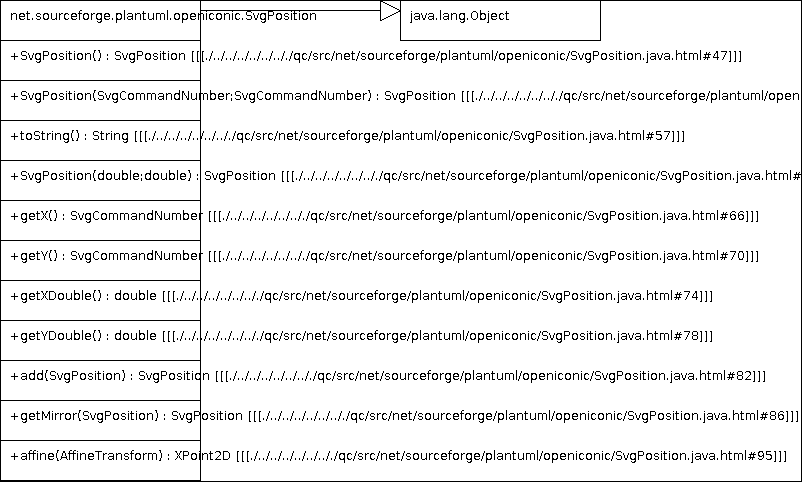 net.sourceforge.plantuml.openiconic.SvgPosition
java.lang.Object
+SvgPosition() : SvgPosition [[[./../../../../../../../qc/src/net/sourceforge/plantuml/openiconic/SvgPosition.java.html#47]]]
+SvgPosition(SvgCommandNumber;SvgCommandNumber) : SvgPosition [[[./../../../../../../../qc/src/net/sourceforge/plantuml/open
+toString() : String [[[./../../../../../../../qc/src/net/sourceforge/plantuml/openiconic/SvgPosition.java.html#57]]]
+SvgPosition(double;double) : SvgPosition [[[./../../../../../../../qc/src/net/sourceforge/plantuml/openiconic/SvgPosition.java.html#
+getX() : SvgCommandNumber [[[./../../../../../../../qc/src/net/sourceforge/plantuml/openiconic/SvgPosition.java.html#66]]]
+getY() : SvgCommandNumber [[[./../../../../../../../qc/src/net/sourceforge/plantuml/openiconic/SvgPosition.java.html#70]]]
+getXDouble() : double [[[./../../../../../../../qc/src/net/sourceforge/plantuml/openiconic/SvgPosition.java.html#74]]]
+getYDouble() : double [[[./../../../../../../../qc/src/net/sourceforge/plantuml/openiconic/SvgPosition.java.html#78]]]
+add(SvgPosition) : SvgPosition [[[./../../../../../../../qc/src/net/sourceforge/plantuml/openiconic/SvgPosition.java.html#82]]]
+getMirror(SvgPosition) : SvgPosition [[[./../../../../../../../qc/src/net/sourceforge/plantuml/openiconic/SvgPosition.java.html#86]]]
+affine(AffineTransform) : XPoint2D [[[./../../../../../../../qc/src/net/sourceforge/plantuml/openiconic/SvgPosition.java.html#95]]]